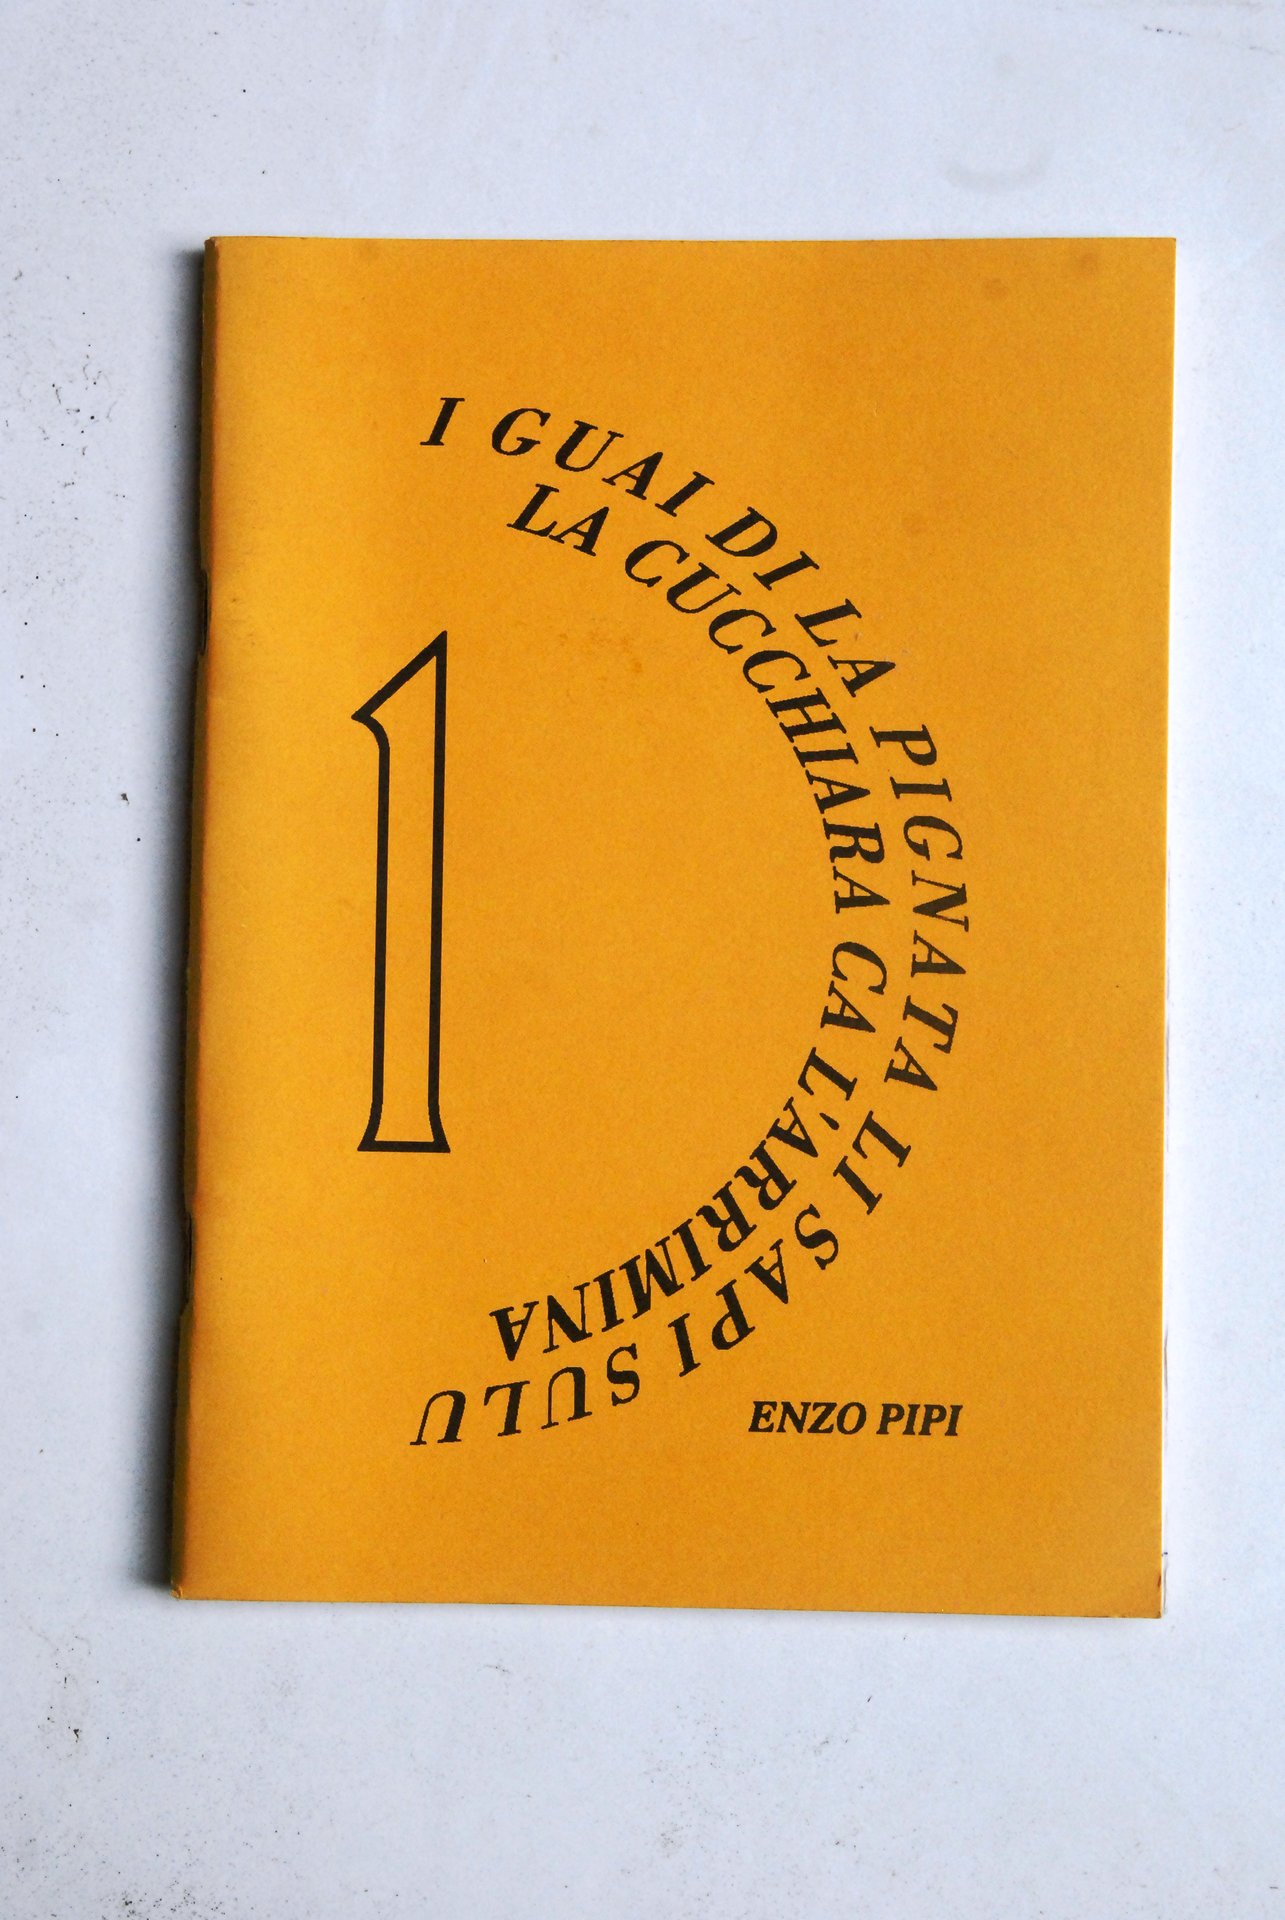 I GUAI DI LA PIGNATA LI SAPI SULU
LA CUCCHIARA CA L'ARRIMINA
1
ENZO PIPI